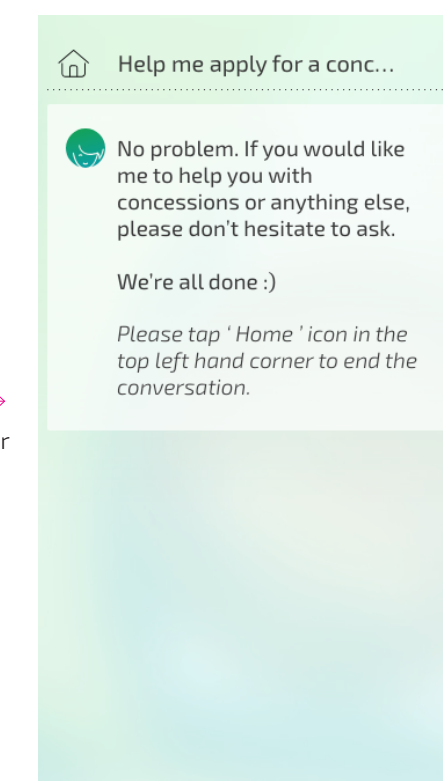 Help me apply for a conc...
No problem. If you would like
me to help you with
concessions or anything else,
please don't hesitate to ask.
We're all done :)
Please tap ‘ Home ’ icon in the
top left hand corner to end the
conversation.
r